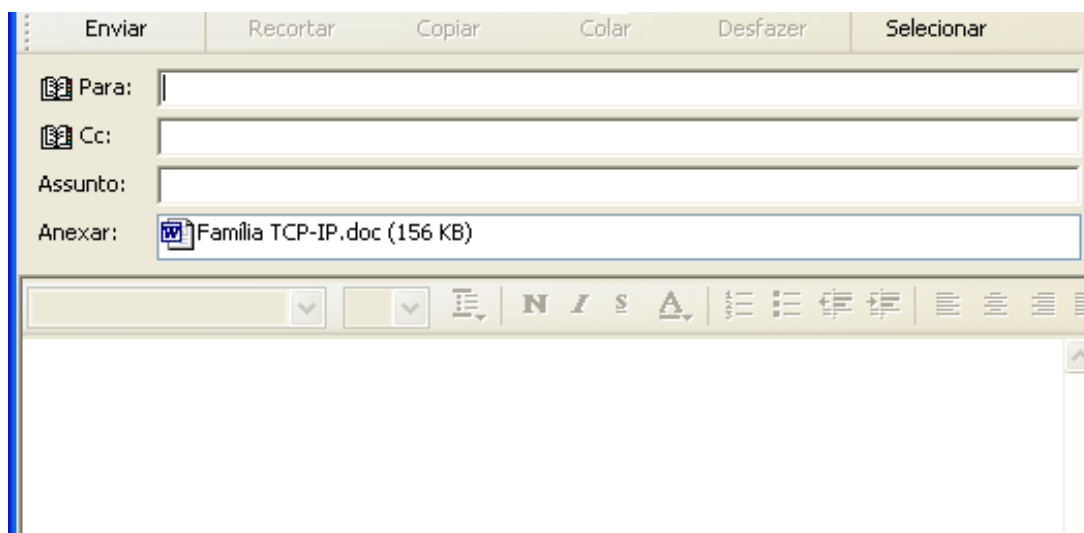 Enviar Recortar Copiar Colar Desfazer Selecionar
Para:
Cc:
Assunto:
Anexar: Família TCP-IP.doc (156 KB)
N I S A